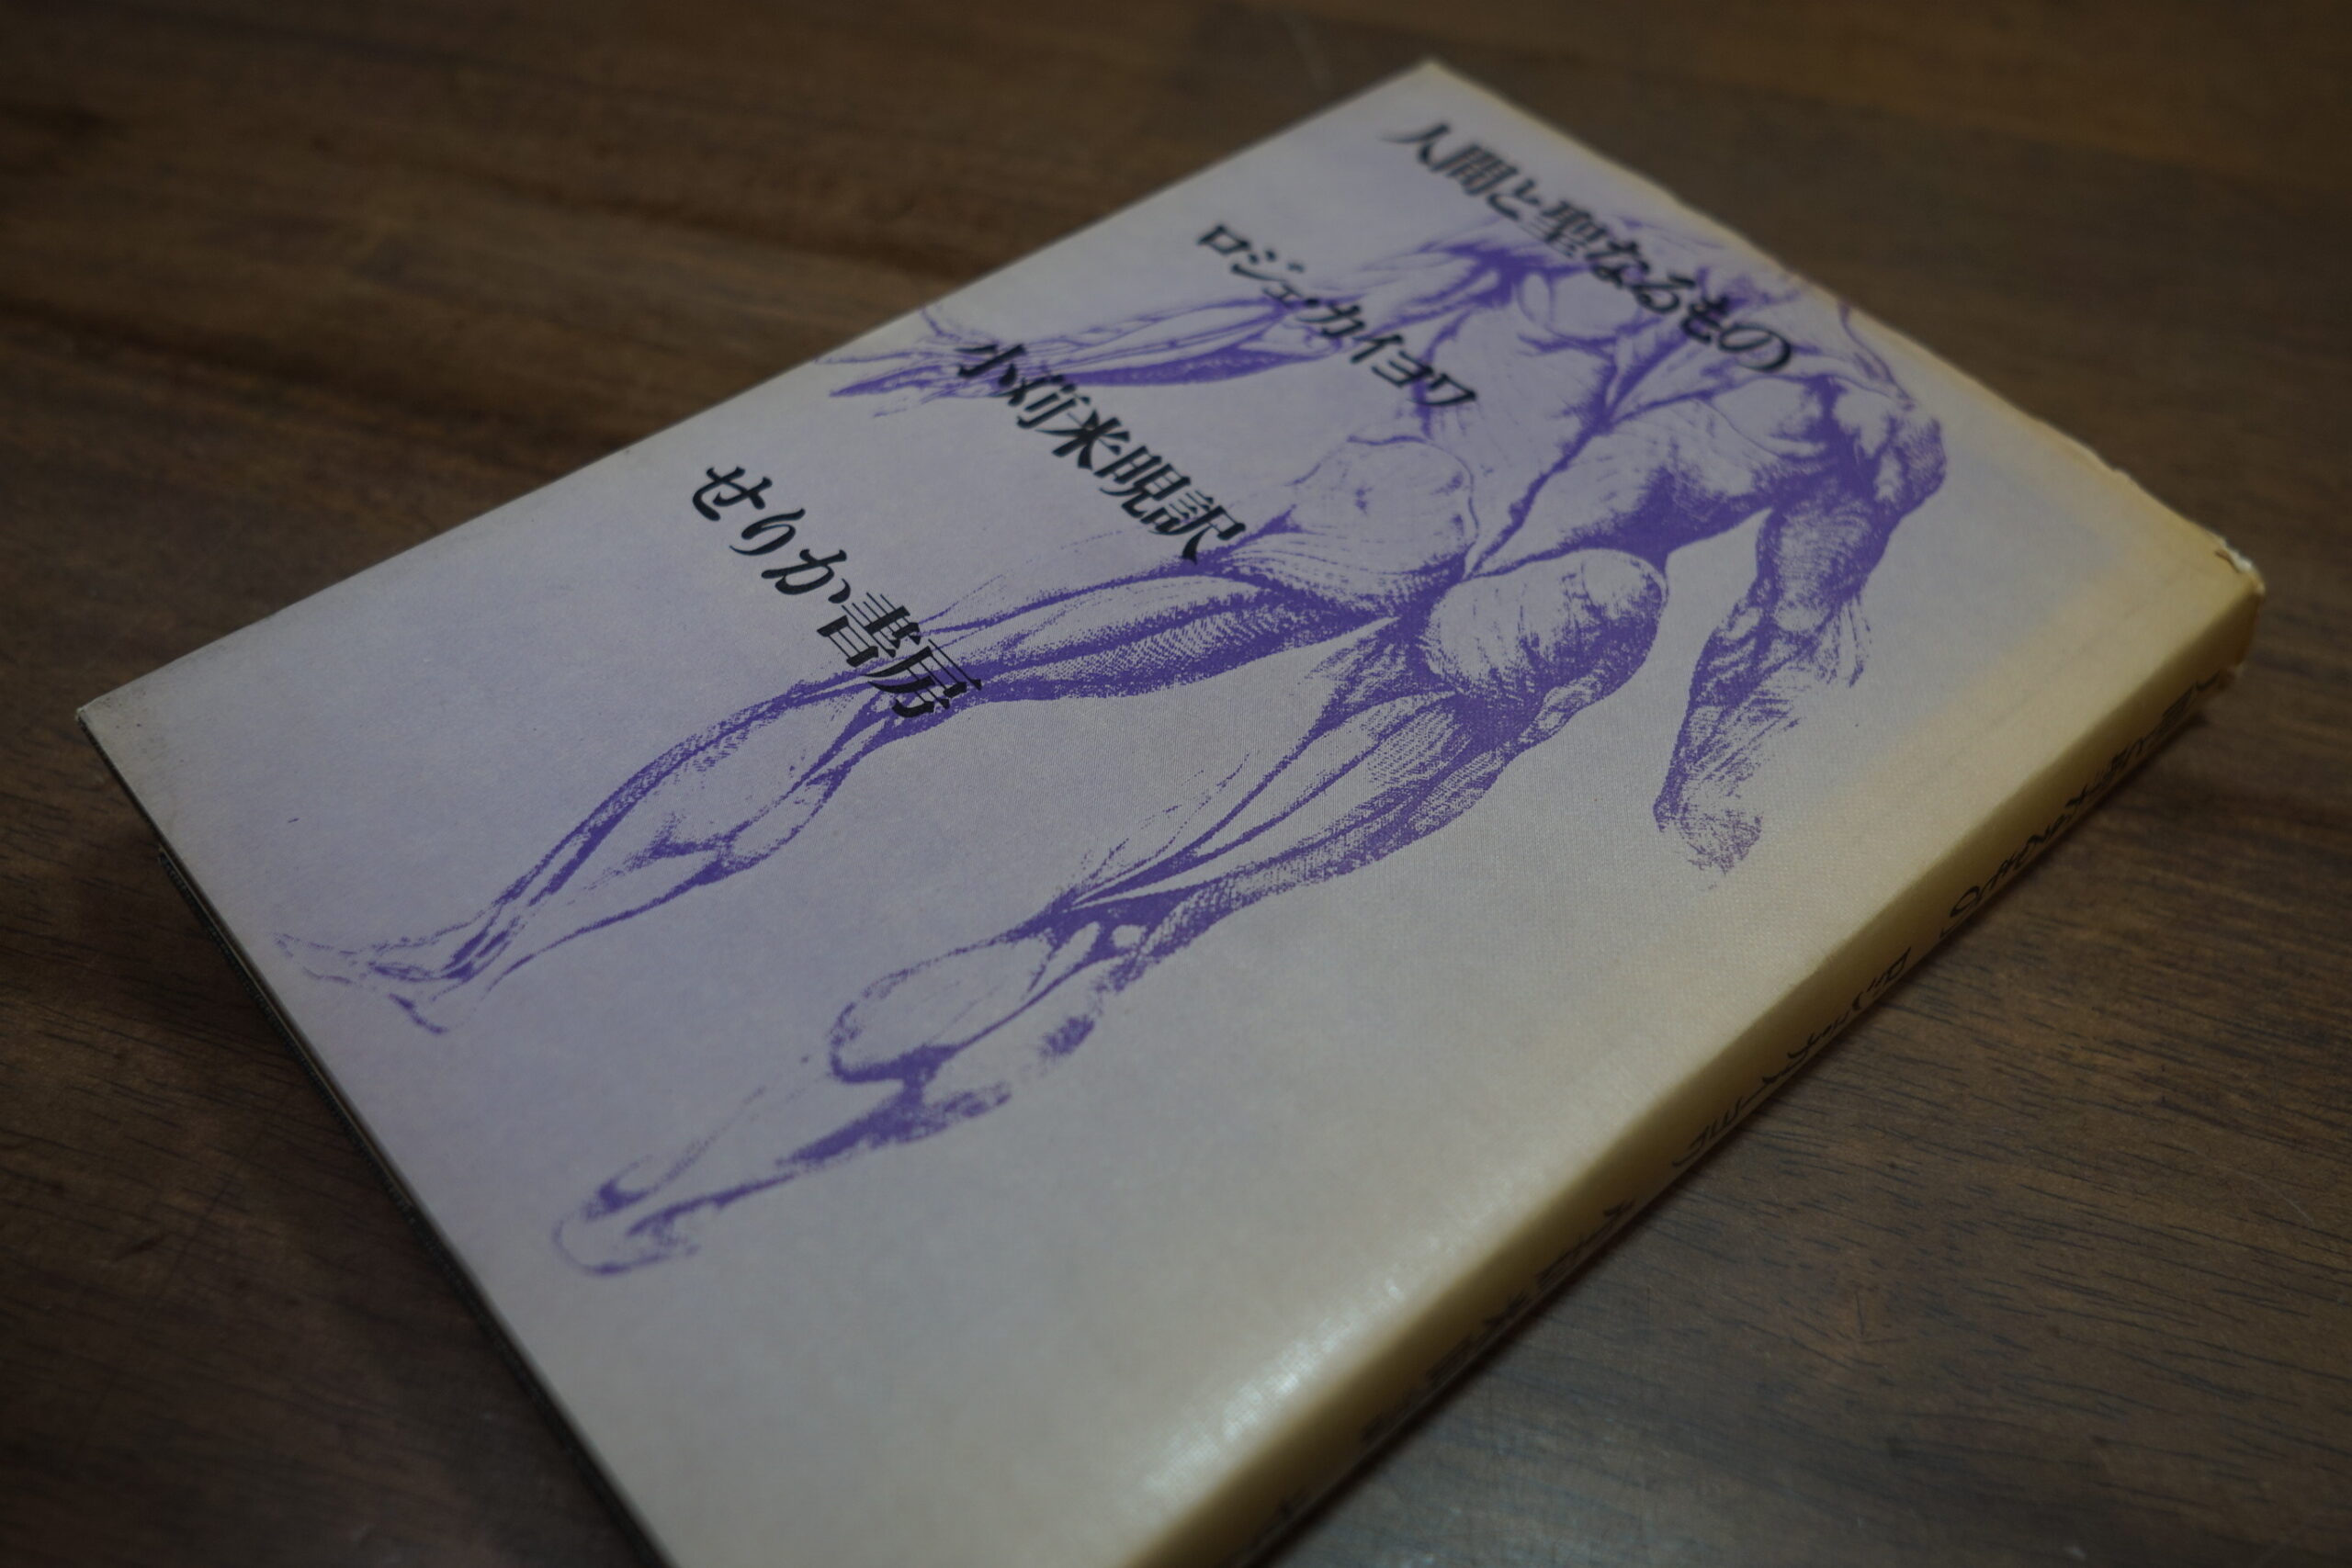 人間と聖なるもの
ロジェ・カイヨワ
小苅米晛訳
せりか書房